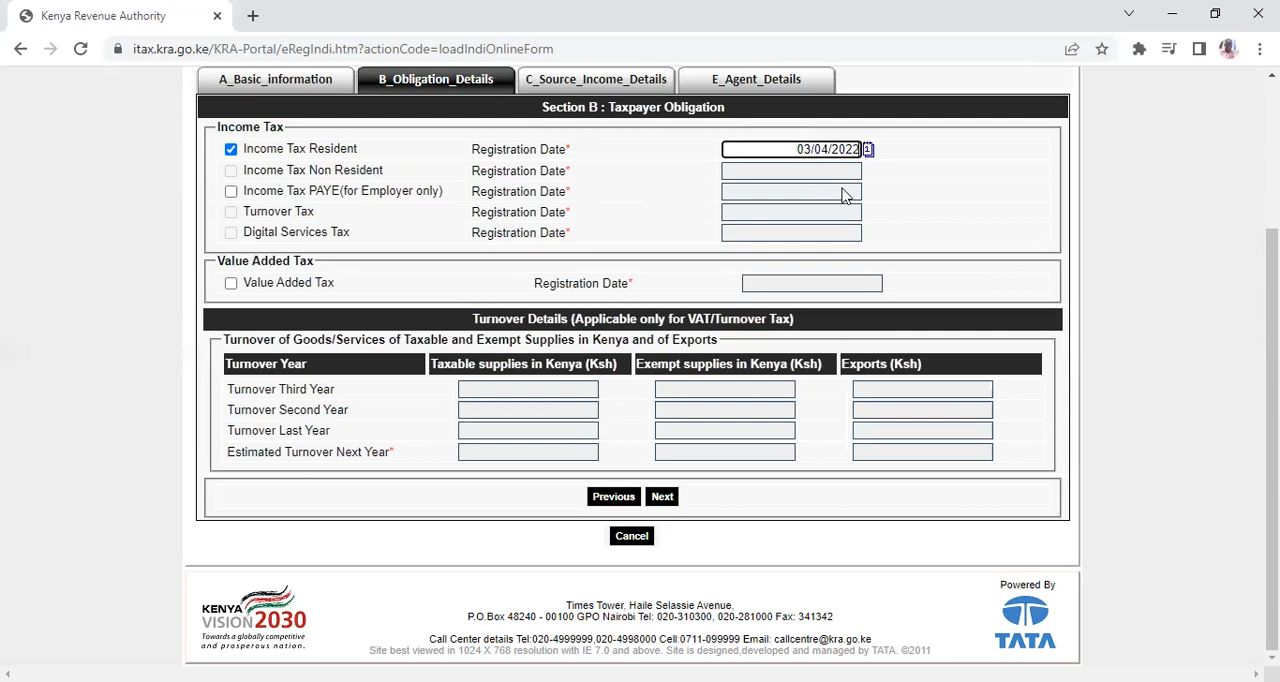 Kenya Revenue Authority
itax.kra.go.ke/KRA-Portal/eRegIndi.htm?actionCode=loadIndiOnlineForm
A_Basic_information B_Obligation_Details C_Source_Income_Details E_Agent_Details
Section B : Taxpayer Obligation
Income Tax
Income Tax Resident Registration Date* 03/04/2022
Income Tax Non Resident Registration Date*
Income Tax PAYE(for Employer only) Registration Date*
Turnover Tax Registration Date*
Digital Services Tax Registration Date*
Value Added Tax
Value Added Tax Registration Date*
Turnover Details (Applicable only for VAT/Turnover Tax)
Turnover of Goods/Services of Taxable and Exempt Supplies in Kenya and of Exports
Turnover Year Taxable supplies in Kenya (Ksh) Exempt supplies in Kenya (Ksh) Exports (Ksh)
Turnover Third Year
Turnover Second Year
Turnover Last Year
Estimated Turnover Next Year*
Previous Next
Cancel
KENYA
VISION 2030
Towards a globally competitive
and prosperous nation.
Times Tower, Haile Selassie Avenue,
P.O.Box 48240 - 00100 GPO Nairobi Tel: 020-310300, 020-281000 Fax: 341342
Call Center details Tel:020-4999999,020-4998000 Cell:0711-099999 Email: callcentre@kra.go.ke
Site best viewed in 1024 X 768 resolution with IE 7.0 and above. Site is designed,developed and managed by TATA. ©2011
Powered By
TATA